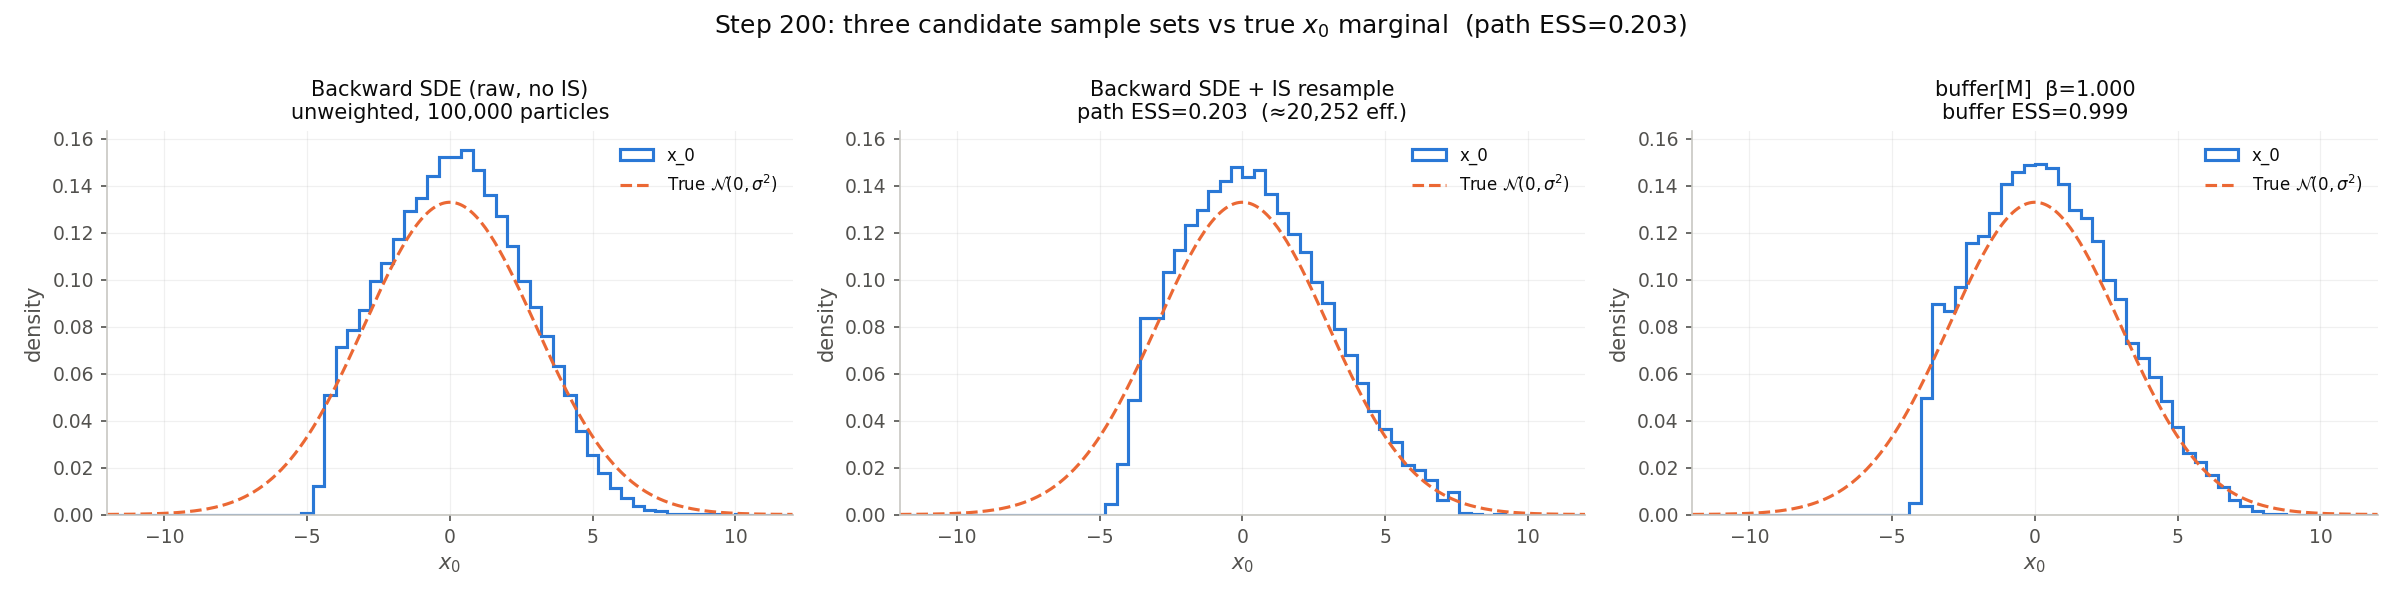 Step 200: three candidate sample sets vs true x₀ marginal (path ESS=0.203)
Backward SDE (raw, no IS)
unweighted, 100,000 particles
0.16
0.14
0.12
0.10
0.08
0.06
0.04
0.02
0.00
density
x_0
True 𝒩(0, σ²)
−10
−5
0
5
10
x₀
Backward SDE + IS resample
path ESS=0.203 (≈20,252 eff.)
0.16
0.14
0.12
0.10
0.08
0.06
0.04
0.02
0.00
density
x_0
True 𝒩(0, σ²)
−10
−5
0
5
10
x₀
buffer[M] β=1.000
buffer ESS=0.999
0.16
0.14
0.12
0.10
0.08
0.06
0.04
0.02
0.00
density
x_0
True 𝒩(0, σ²)
−10
−5
0
5
10
x₀